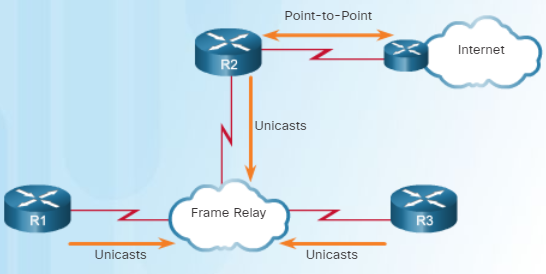 Point-to-Point
Internet
R2
Unicasts
R1
Frame Relay
R3
Unicasts
Unicasts